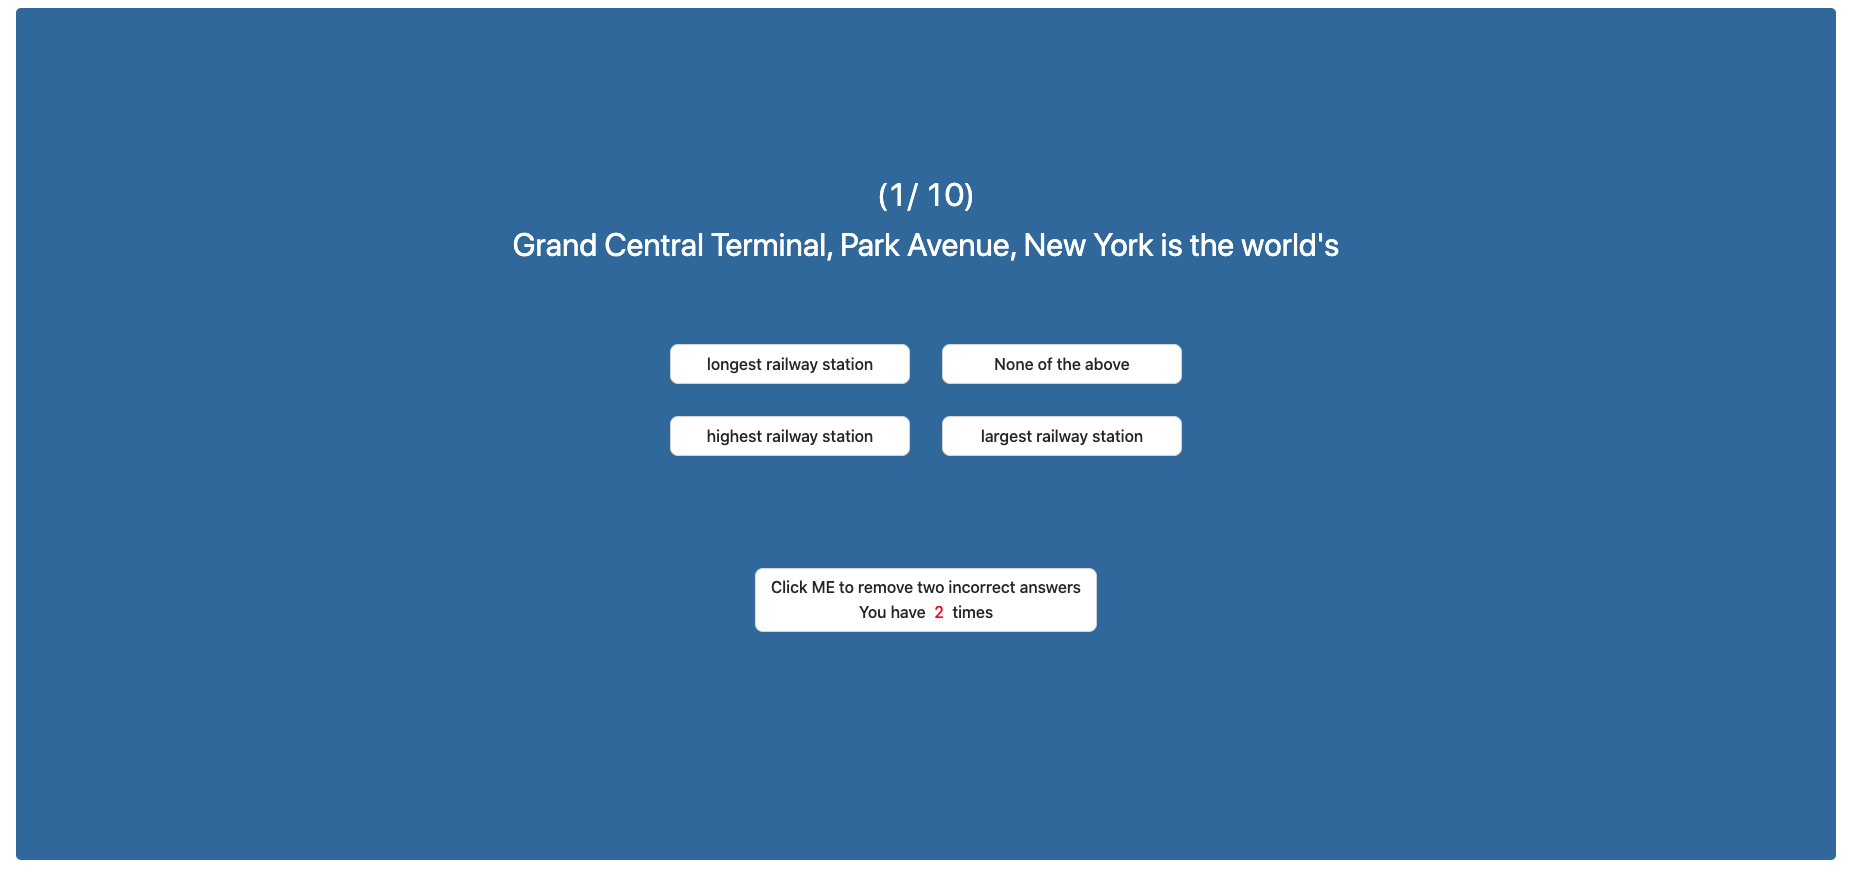 (1/ 10)
Grand Central Terminal, Park Avenue, New York is the world's
longest railway station
None of the above
highest railway station
largest railway station
Click ME to remove two incorrect answers
You have 2 times